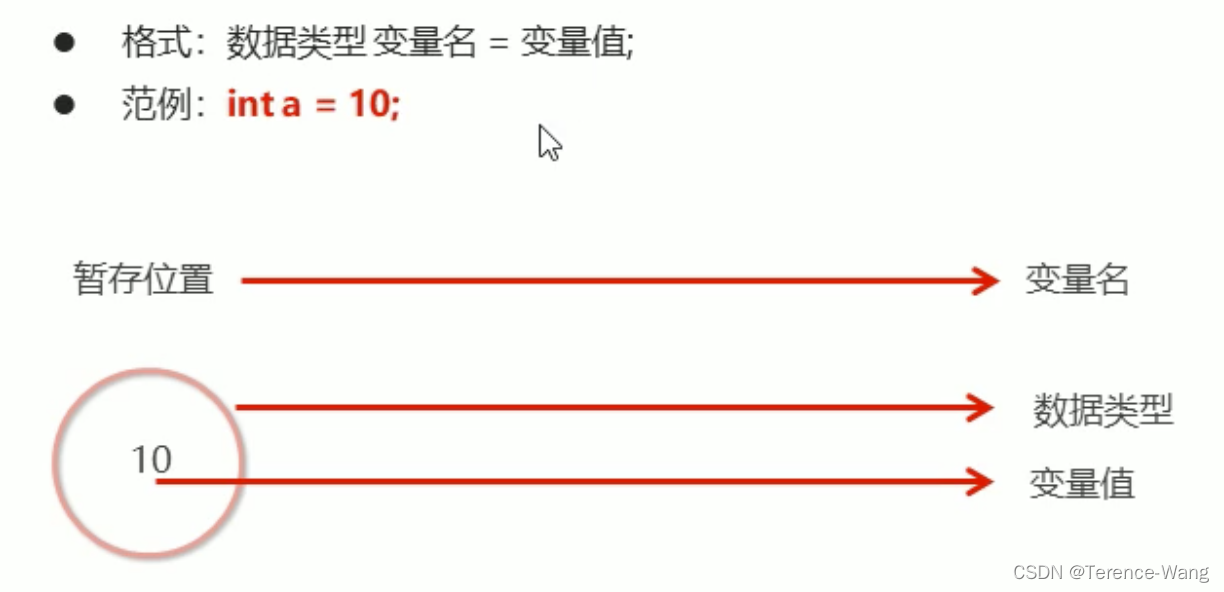 ● 格式：数据类型 变量名 = 变量值;
● 范例：int a = 10;
暂存位置 变量名
数据类型
10
变量值
CSDN @Terence-Wang